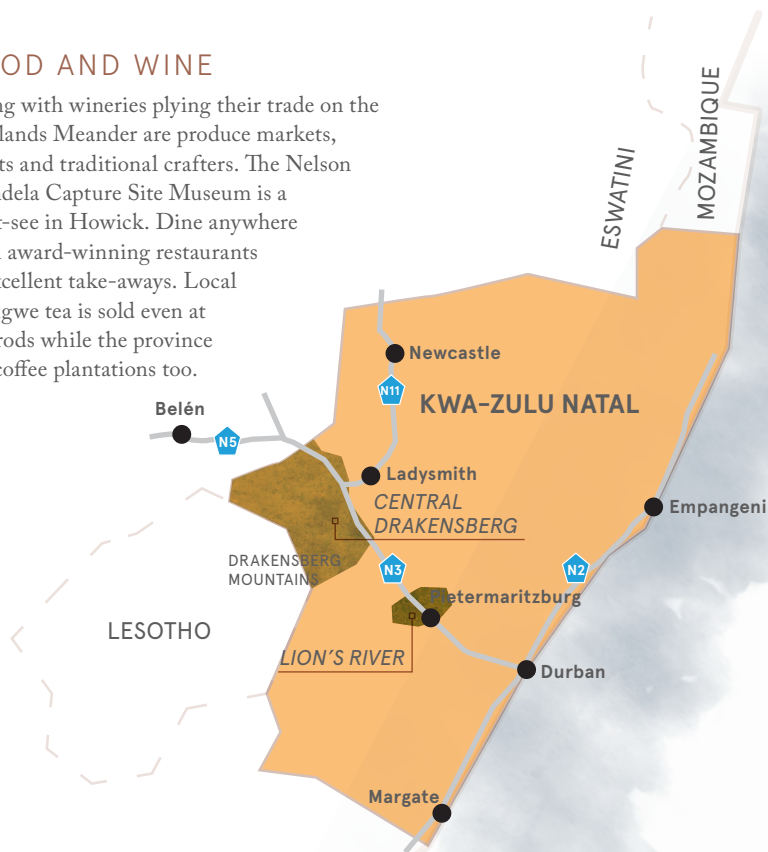 OD AND WINE
ng with wineries plying their trade on the
lands Meander are produce markets,
ts and traditional crafters. The Nelson
dela Capture Site Museum is a
-see in Howick. Dine anywhere
award-winning restaurants
cellent take-aways. Local
gwe tea is sold even at
rods while the province
coffee plantations too.
ESWATINI
MOZAMBIQUE
Newcastle
N11
KWA-ZULU NATAL
Belén
N5
Ladysmith
CENTRAL
DRAKENSBERG
Empangeni
DRAKENSBERG
MOUNTAINS
N3
N2
Pietermaritzburg
LESOTHO
LION'S RIVER
Durban
Margate